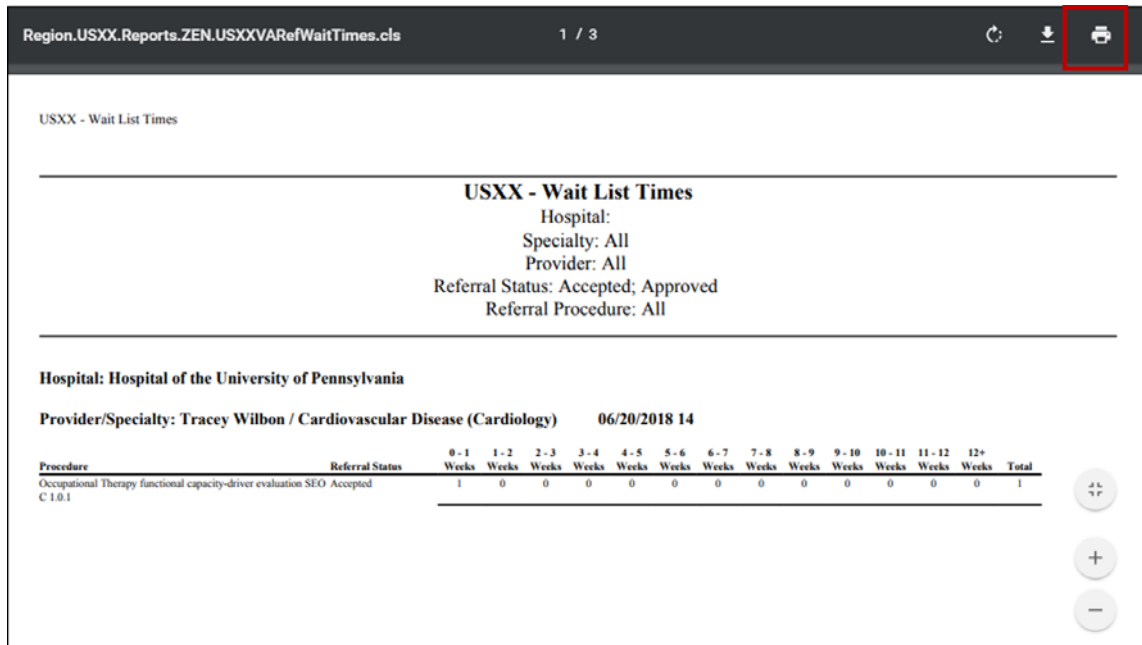 Region.USXX.Reports.ZEN.USXXVARefWaitTimes.cls 1 / 3
USXX - Wait List Times
USXX - Wait List Times
Hospital:
Specialty: All
Provider: All
Referral Status: Accepted; Approved
Referral Procedure: All
Hospital: Hospital of the University of Pennsylvania
Provider/Specialty: Tracey Wilbon / Cardiovascular Disease (Cardiology) 06/20/2018 14
0 - 1 1 - 2 2 - 3 3 - 4 4 - 5 5 - 6 6 - 7 7 - 8 8 - 9 9 - 10 10 - 11 11 - 12 12+
Procedure Referral Status Weeks Weeks Weeks Weeks Weeks Weeks Weeks Weeks Weeks Weeks Weeks Weeks Weeks Total
Occupational Therapy functional capacity-driver evaluation SEO Accepted 1 0 0 0 0 0 0 0 0 0 0 0 0 1
C 1.0.1